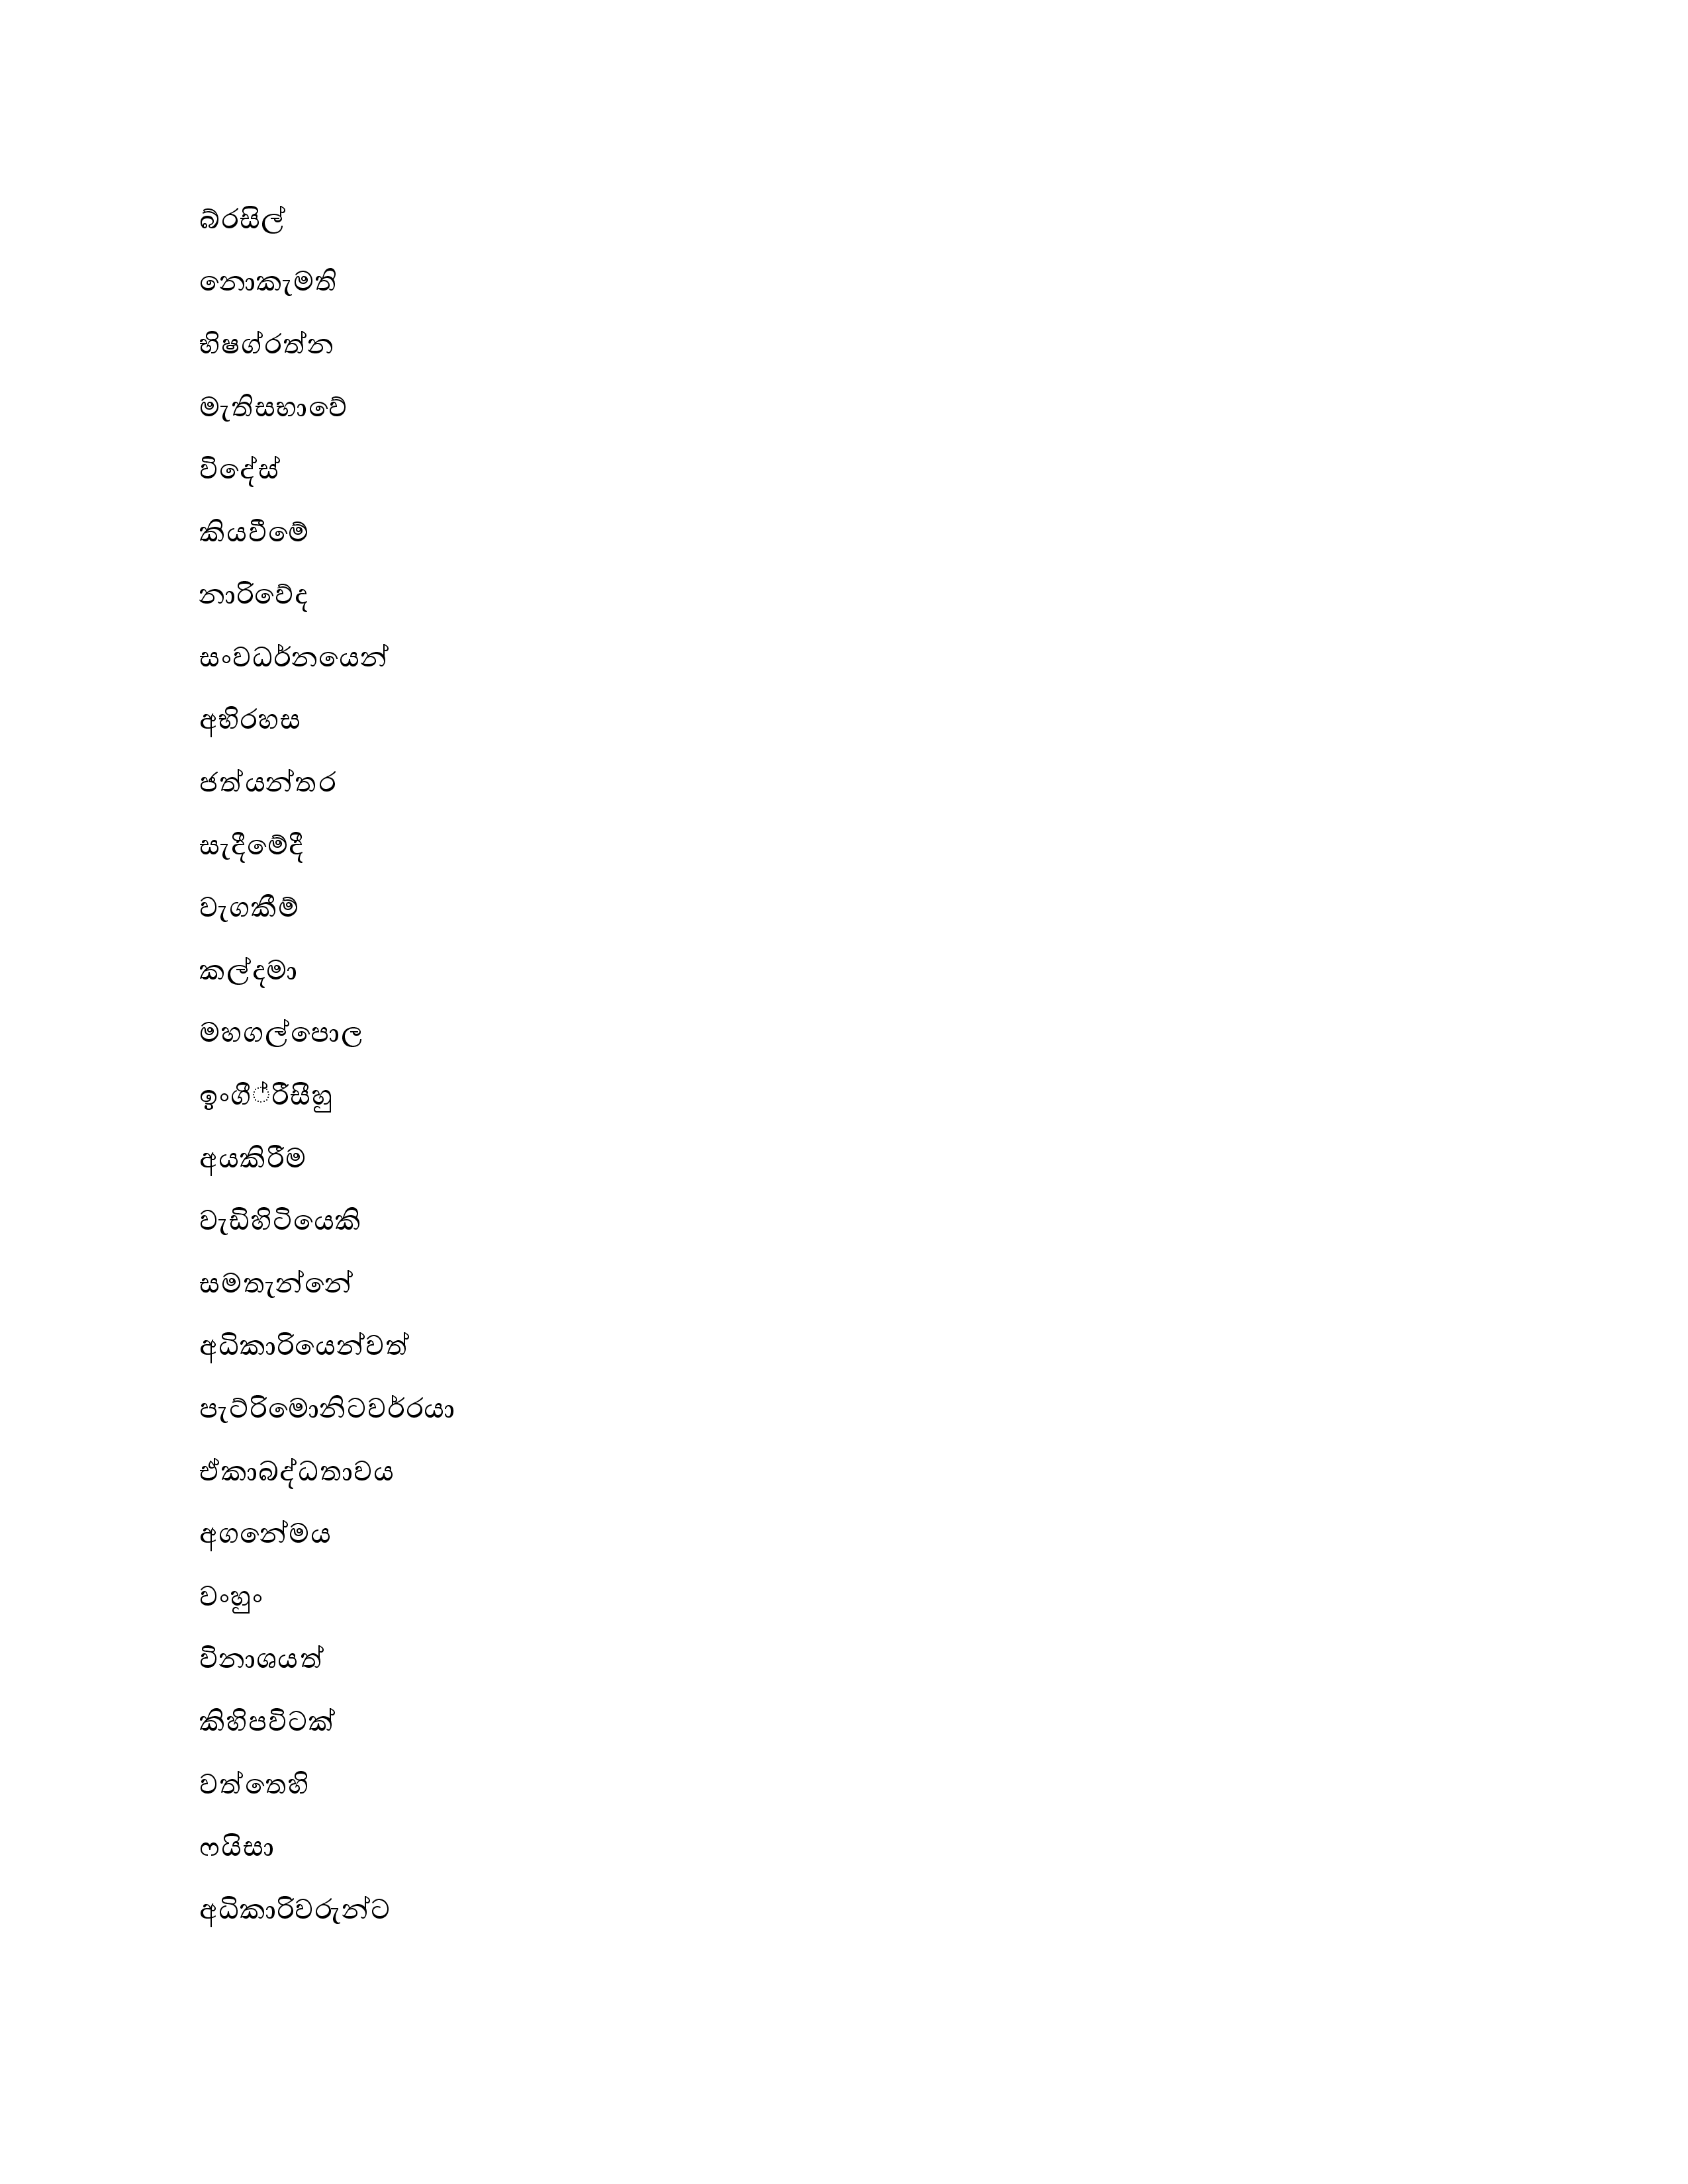 බ්රසිල්
නොකැමති
භිෂග්රත්න
මැතිසභාවේ
විදේස්
කියවීමේ
නාරිවේද
සංවර්ධනයෙන්
අභිරහස
ජත්යන්තර
සැදීමේදී
වැගකීම්
කල්දමා
මහගල්පොල
ඉංගී්රීසීහු
අයකිරීම
වැඩිහිටියෙකි
සමතැන්නේ
අධිකාරියෙන්වත්
පැට්රිමොනිටවර්රයා
ඒකාබද්ධතාවය
අගනේමය
වංහුං
විනාශයත්
කිහිපවිටක්
වත්තෙහි
ෆයිසා
අධිකාරිවරුන්ට